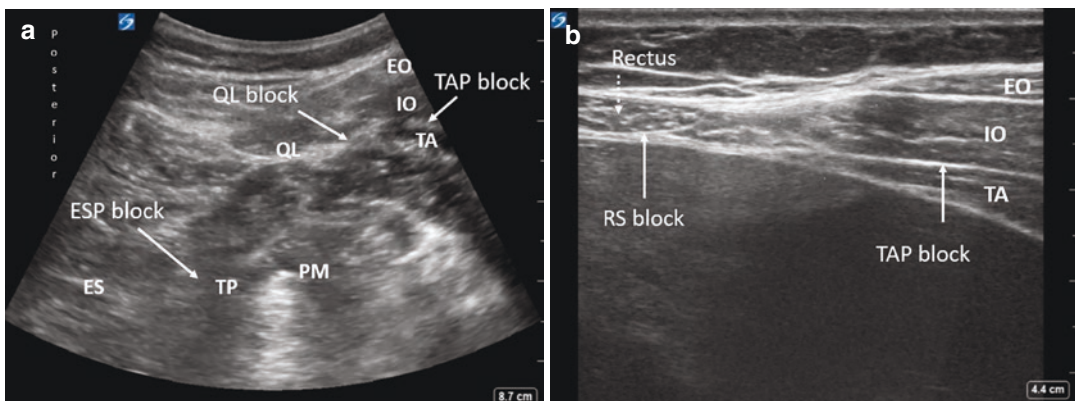 a
Posterior
EO
QL block
TAP block
IO
QL
TA
ESP block
ES
TP
PM
8.7 cm
b
Rectus
EO
IO
RS block
TA
TAP block
4.4 cm